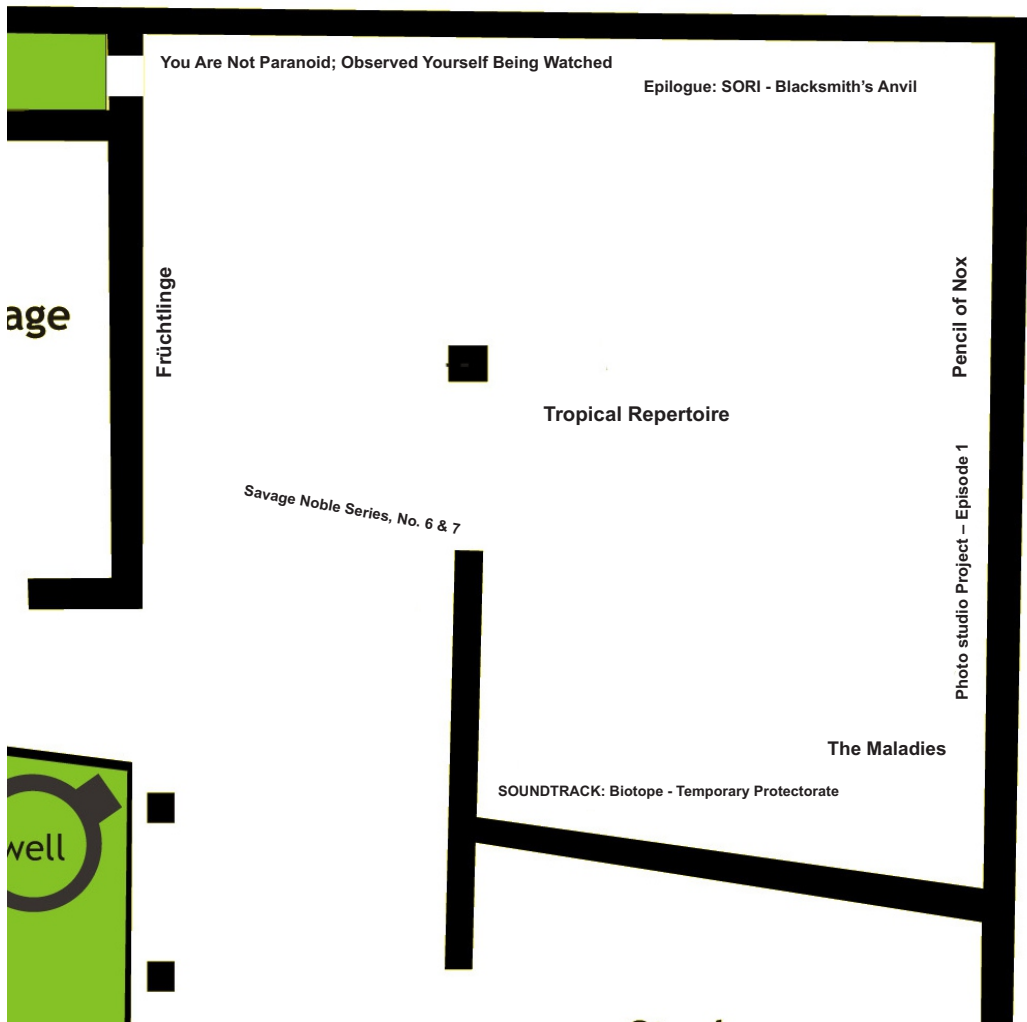 You Are Not Paranoid; Observed Yourself Being Watched
Epilogue: SORI - Blacksmith's Anvil
Früchtlinge
Pencil of Nox
age
Tropical Repertoire
Photo studio Project – Episode 1
Savage Noble Series, No. 6 & 7
The Maladies
SOUNDTRACK: Biotope - Temporary Protectorate
well